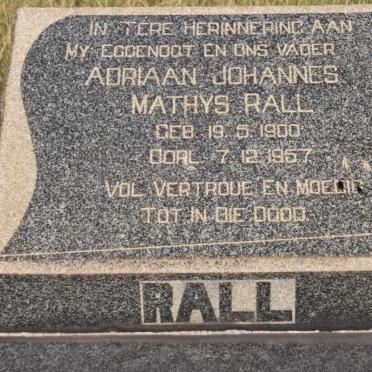 IN TERE HERINNERING AAN
MY EGGENOOT EN ONS VADER
ADRIAAN JOHANNES
MATHYS RALL
GEB. 19.5.1900
OORL. 7.12.1957
VOL VERTROUE EN MOEDIG
TOT IN DIE DOOD
RALL